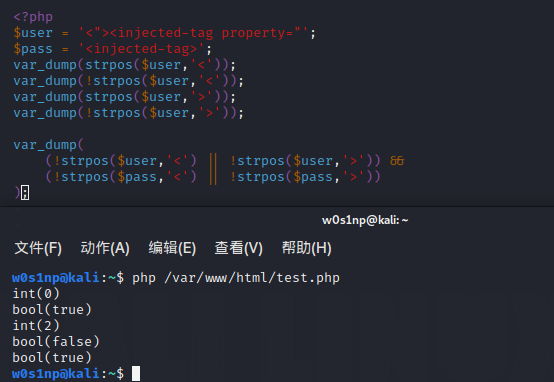 <?php
$user = '<"><injected-tag property="';
$pass = '<injected-tag>';
var_dump(strpos($user,'<'));
var_dump(!strpos($user,'<'));
var_dump(strpos($user,'>'));
var_dump(!strpos($user,'>'));
var_dump(
(!strpos($user,'<') || !strpos($user,'>')) &&
(!strpos($pass,'<') || !strpos($pass,'>'))
);
w0s1np@kali: ~
文件(F) 动作(A) 编辑(E) 查看(V) 帮助(H)
w0s1np@kali:~$ php /var/www/html/test.php
int(0)
bool(true)
int(2)
bool(false)
bool(true)
w0s1np@kali:~$